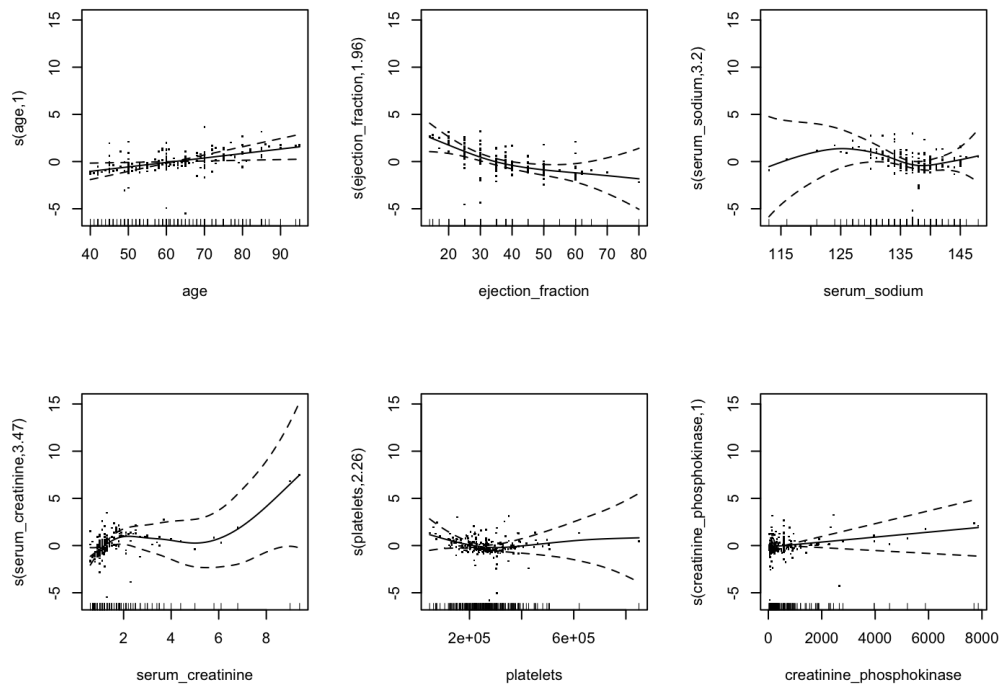 s(age,1)
15
10
5
0
-5
40 50 60 70 80 90
age
s(ejection_fraction,1.96)
15
10
5
0
-5
20 30 40 50 60 70 80
ejection_fraction
s(serum_sodium,3.2)
15
10
5
0
-5
115 125 135 145
serum_sodium
s(serum_creatinine,3.47)
15
10
5
0
-5
2 4 6 8
serum_creatinine
s(platelets,2.26)
15
10
5
0
-5
2e+05 6e+05
platelets
s(creatinine_phosphokinase,1)
15
10
5
0
-5
0 2000 4000 6000 8000
creatinine_phosphokinase